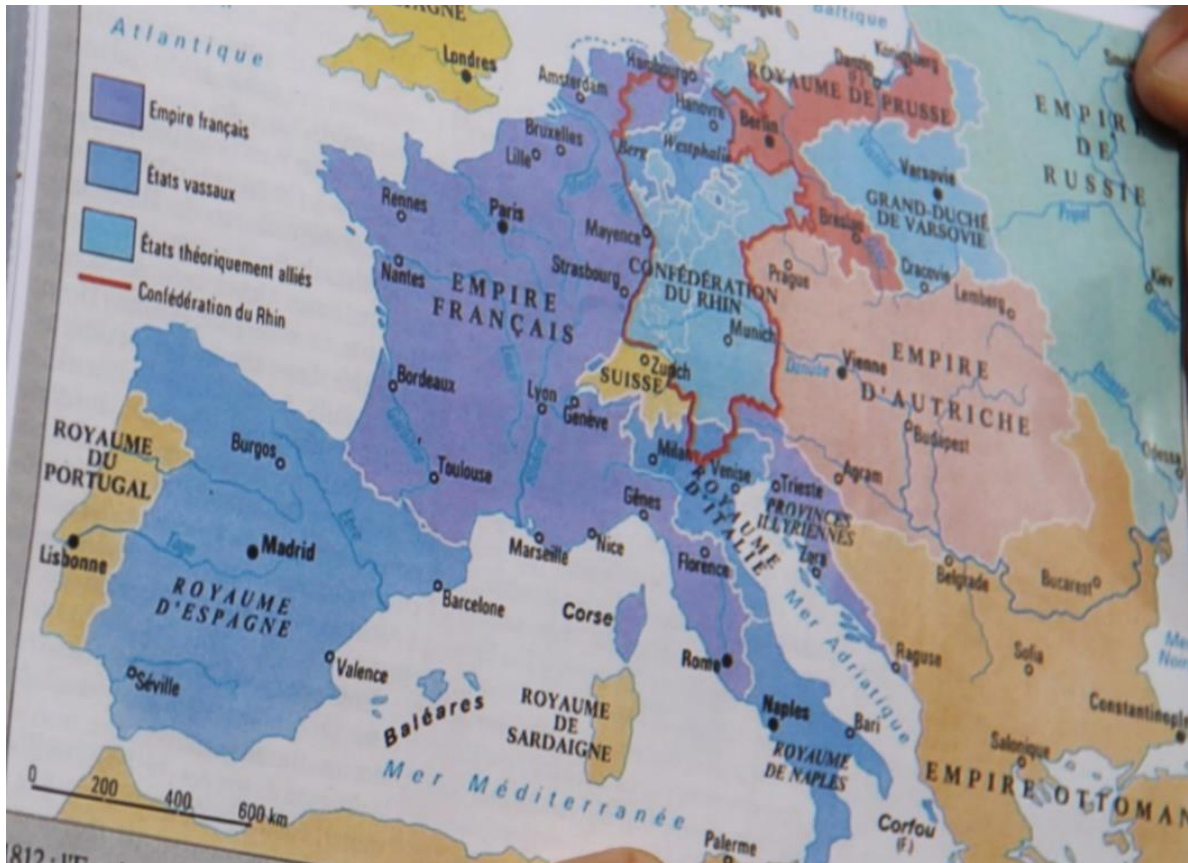 Atlantique
Empire français
États vassaux
États théoriquement alliés
Confédération du Rhin
Londres
Baltique
Amsterdam
Hambourg
Hanovre
Danzig
(F.)
Königsberg
ROYAUME DE PRUSSE
Berlin
EMPIRE
DE
RUSSIE
Bruxelles
Lille
Berg
Westphalie
Varsovie
GRAND-DUCHÉ
DE VARSOVIE
Rennes
Paris
Mayence
Nantes
Strasbourg
EMPIRE
FRANÇAIS
CONFÉDÉRATION
DU RHIN
Prague
Breslau
Cracovie
Lemberg
Kiev
Munich
Zurich
SUISSE
Vienne
Danube
EMPIRE
D'AUTRICHE
Budapest
Odessa
Bordeaux
Lyon
Genève
Toulouse
Milan
Venise
Trieste
Agram
ROYAUME
D'ITALIE
PROVINCES
ILLYRIENNES
Gênes
Marseille
Nice
Florence
Zara
Belgrade
Bucarest
ROYAUME
DU
PORTUGAL
Burgos
Lisbonne
Tage
Madrid
ROYAUME
D'ESPAGNE
Barcelone
Corse
Rome
Mer Adriatique
Raguse
Sofia
Séville
Valence
Baléares
ROYAUME
DE
SARDAIGNE
Naples
Bari
ROYAUME
DE NAPLES
Salonique
Constantinople
EMPIRE OTTOMAN
Mer Méditerranée
Corfou
(F.)
Palerme
0
200
400
600 km